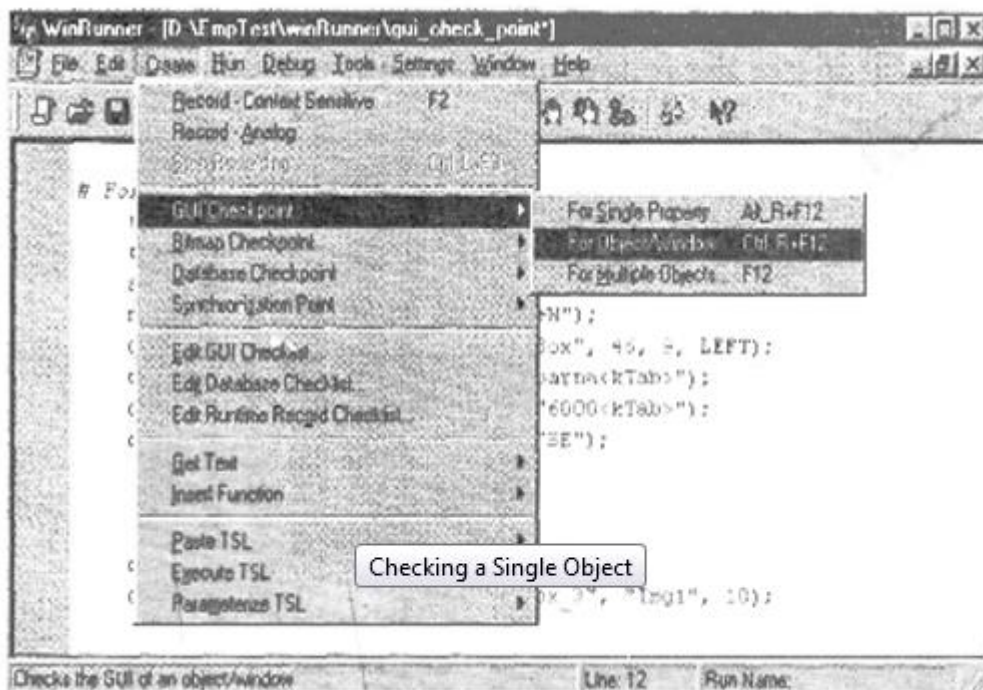 WinRunner - [D:\EmpTest\winRunner\gui_check_point*]
File Edit Create Run Debug Tools Settings Window Help
Record - Context Sensitive F2
Record - Analog
GUI Checkpoint
For Single Property... Alt_R+F12
For Object/Window... Ctrl_R+F12
For Multiple Objects... F12
Bitmap Checkpoint
Database Checkpoint
Synchronization Point
Edit GUI Checklist...
Edit Database Checklist...
Edit Runtime Record Checklist...
Get Text
Insert Function
Paste TSL
Execute TSL
Parameterize TSL
# Fo
+N");
ox", 46, 9, LEFT);
<kTab>");
"6000<kTab>");
BE");
Checking a Single Object
"Img1", 10);
Checks the GUI of an object/window
Line: 12
Run Name: